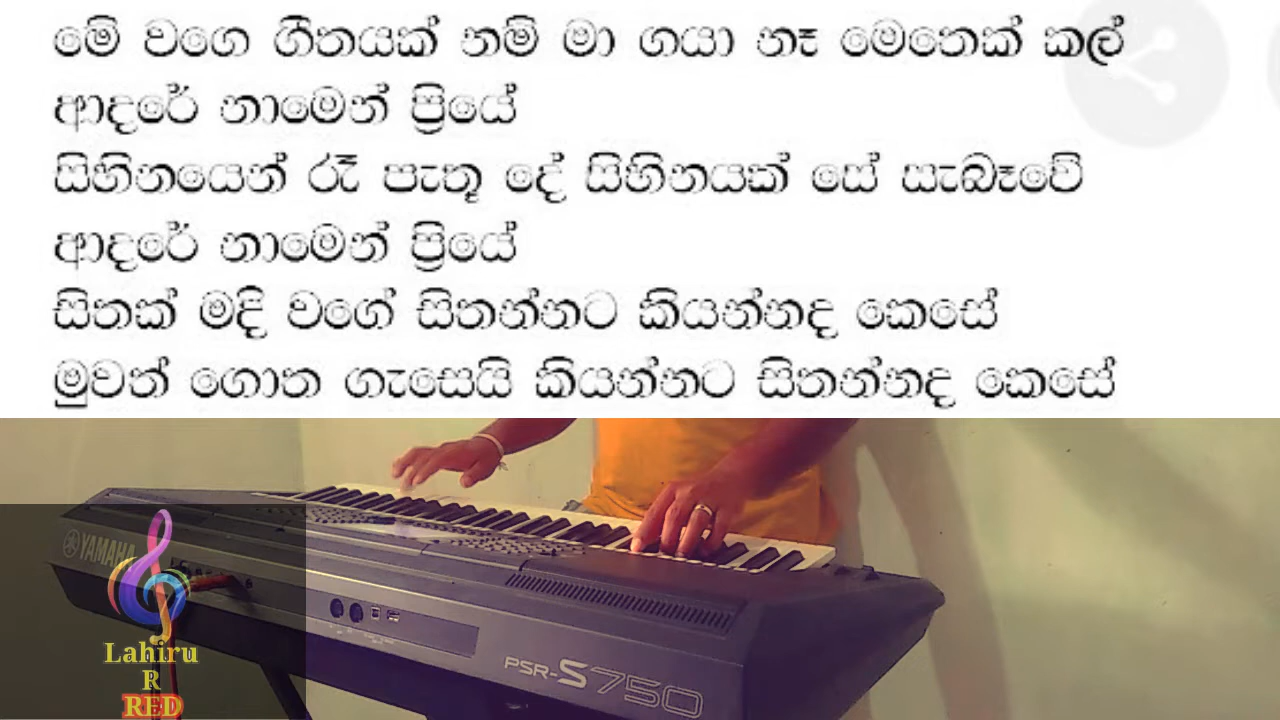 මේ වගෙ ගීතයක් නම් මා ගයා නෑ මෙතෙක් කල්
ආදරේ නාමෙන් ප්‍රියේ
සිහිනයෙන් රෑ පැතූ දේ සිහිනයක් සේ සැබෑවේ
ආදරේ නාමෙන් ප්‍රියේ
සිතක් මදි වගේ සිතන්නට කියන්නද කෙසේ
මුවත් ගොත ගැසෙයි කියන්නට සිතන්නද කෙසේ
YAMAHA
PSR-S750
Lahiru
R
RED